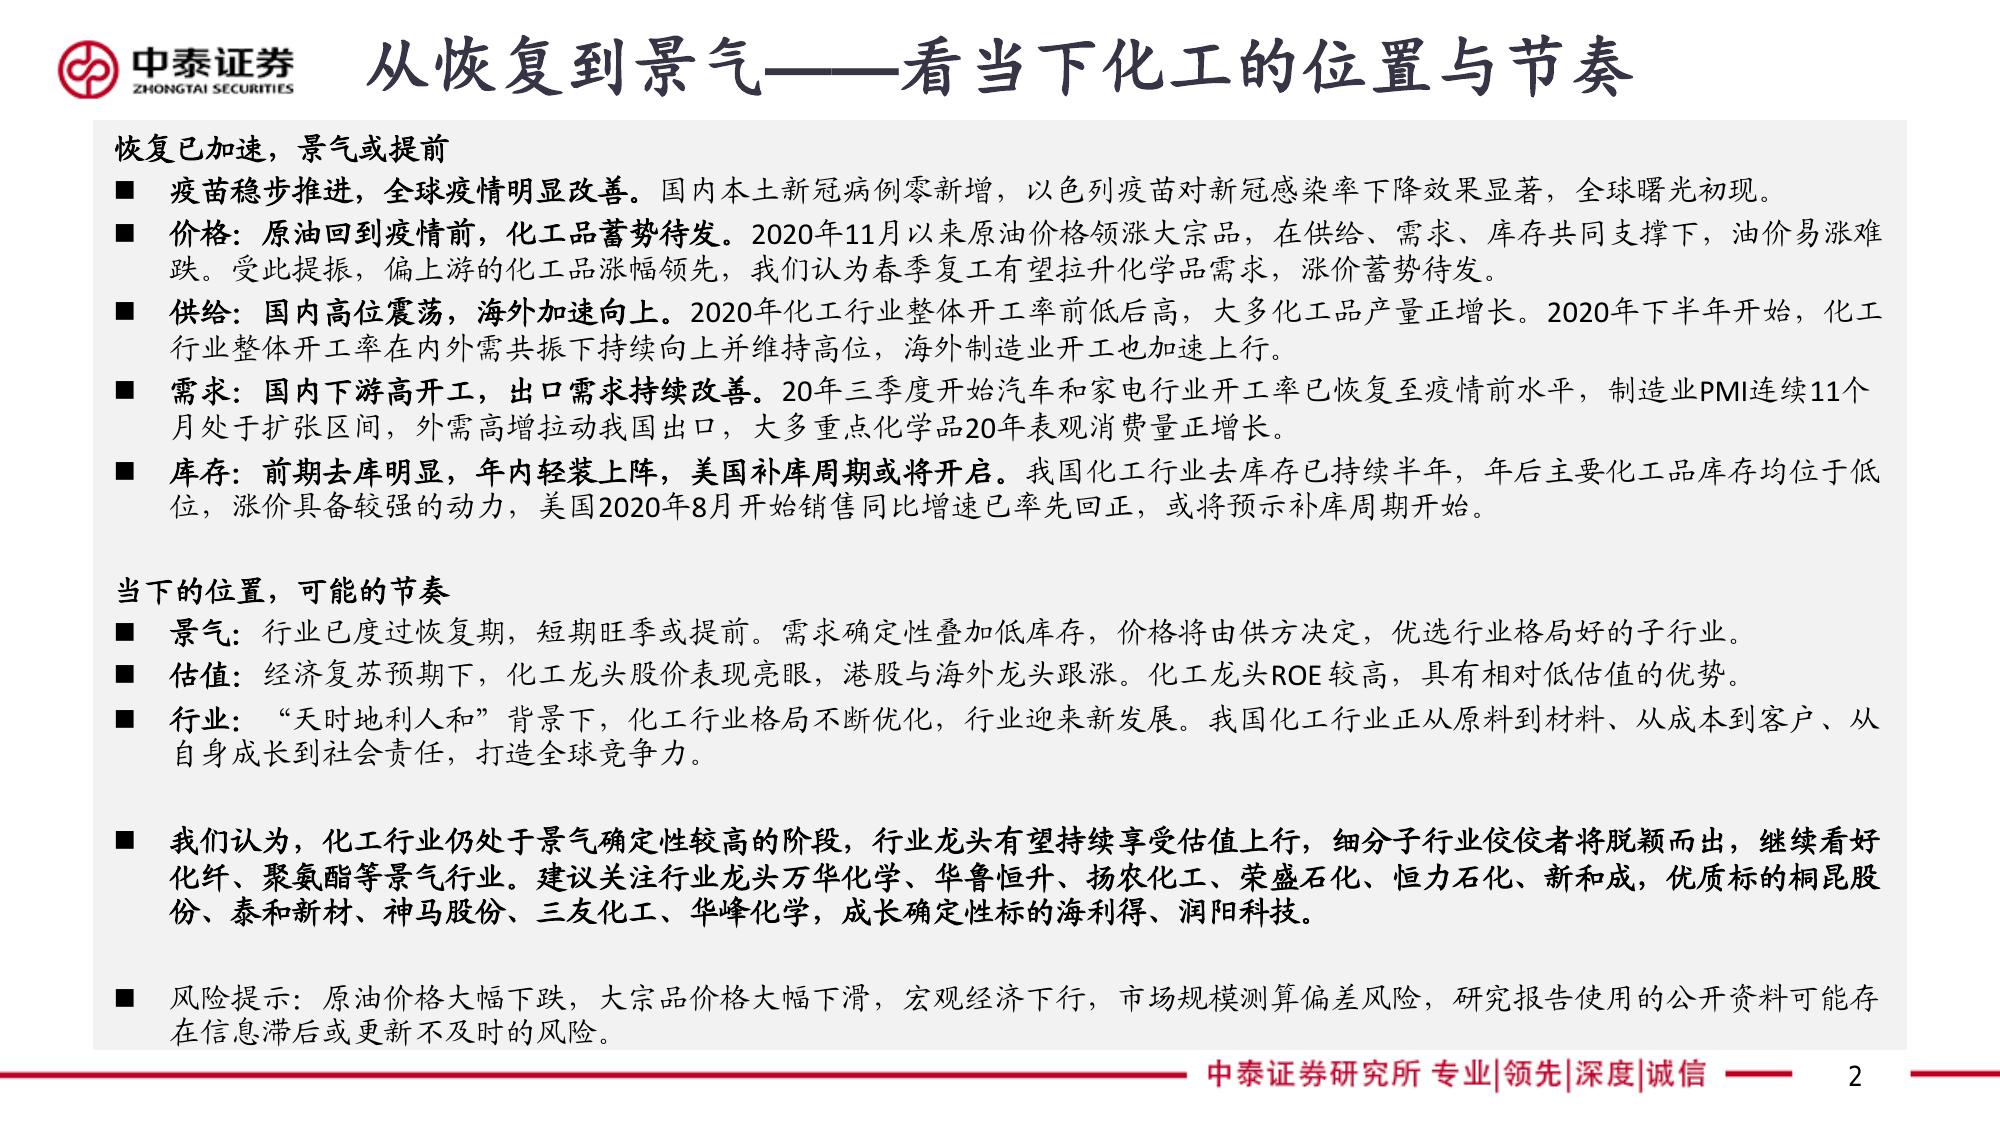 中泰证券
ZHONGTAI SECURITIES
从恢复到景气——看当下化工的位置与节奏
恢复已加速，景气或提前
■ 疫苗稳步推进，全球疫情明显改善。国内本土新冠病例零新增，以色列疫苗对新冠感染率下降效果显著，全球曙光初现。
■ 价格：原油回到疫情前，化工品蓄势待发。2020年11月以来原油价格领涨大宗品，在供给、需求、库存共同支撑下，油价易涨难
跌。受此提振，偏上游的化工品涨幅领先，我们认为春季复工有望拉升化学品需求，涨价蓄势待发。
■ 供给：国内高位震荡，海外加速向上。2020年化工行业整体开工率前低后高，大多化工品产量正增长。2020年下半年开始，化工
行业整体开工率在内外需共振下持续向上并维持高位，海外制造业开工也加速上行。
■ 需求：国内下游高开工，出口需求持续改善。20年三季度开始汽车和家电行业开工率已恢复至疫情前水平，制造业PMI连续11个
月处于扩张区间，外需高增拉动我国出口，大多重点化学品20年表观消费量正增长。
■ 库存：前期去库明显，年内轻装上阵，美国补库周期或将开启。我国化工行业去库存已持续半年，年后主要化工品库存均位于低
位，涨价具备较强的动力，美国2020年8月开始销售同比增速已率先回正，或将预示补库周期开始。
当下的位置，可能的节奏
■ 景气：行业已度过恢复期，短期旺季或提前。需求确定性叠加低库存，价格将由供方决定，优选行业格局好的子行业。
■ 估值：经济复苏预期下，化工龙头股价表现亮眼，港股与海外龙头跟涨。化工龙头ROE较高，具有相对低估值的优势。
■ 行业：“天时地利人和”背景下，化工行业格局不断优化，行业迎来新发展。我国化工行业正从原料到材料、从成本到客户、从
自身成长到社会责任，打造全球竞争力。
■ 我们认为，化工行业仍处于景气确定性较高的阶段，行业龙头有望持续享受估值上行，细分子行业佼佼者将脱颖而出，继续看好
化纤、聚氨酯等景气行业。建议关注行业龙头万华化学、华鲁恒升、扬农化工、荣盛石化、恒力石化、新和成，优质标的桐昆股
份、泰和新材、神马股份、三友化工、华峰化学，成长确定性标的海利得、润阳科技。
■ 风险提示：原油价格大幅下跌，大宗品价格大幅下滑，宏观经济下行，市场规模测算偏差风险，研究报告使用的公开资料可能存
在信息滞后或更新不及时的风险。
中泰证券研究所 专业|领先|深度|诚信
2